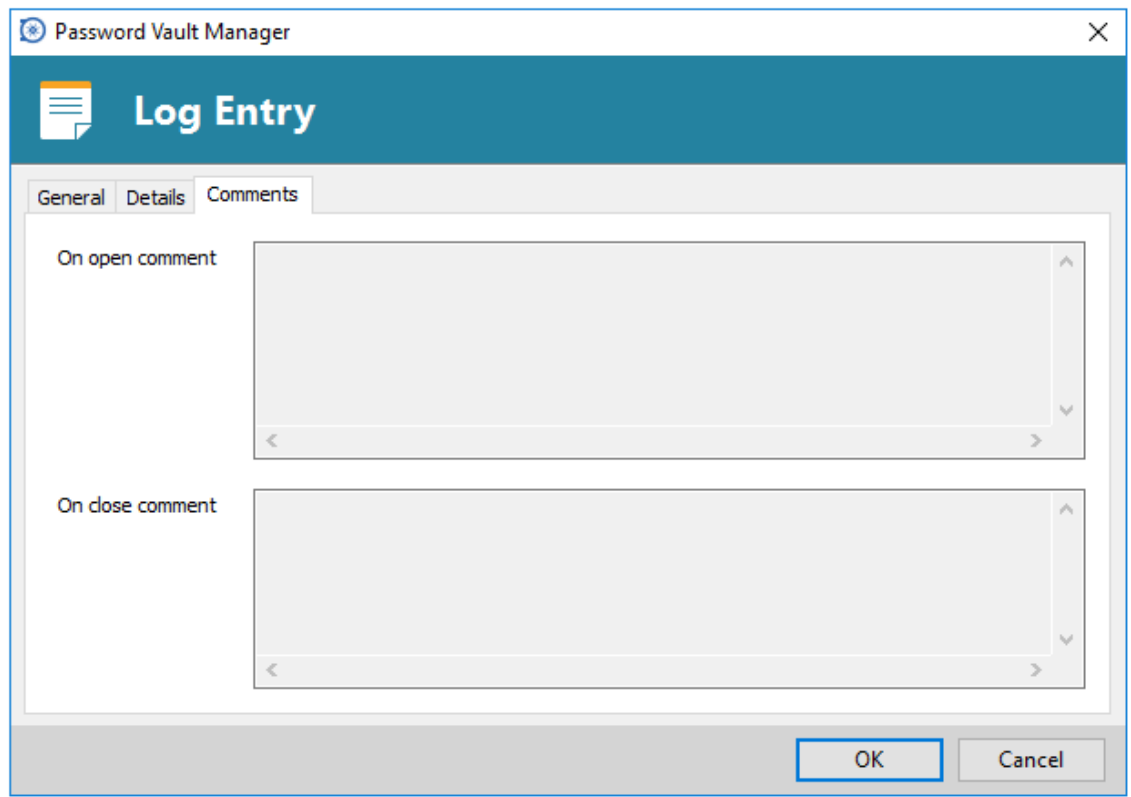 Password Vault Manager
Log Entry
General Details Comments
On open comment
On close comment
OK Cancel